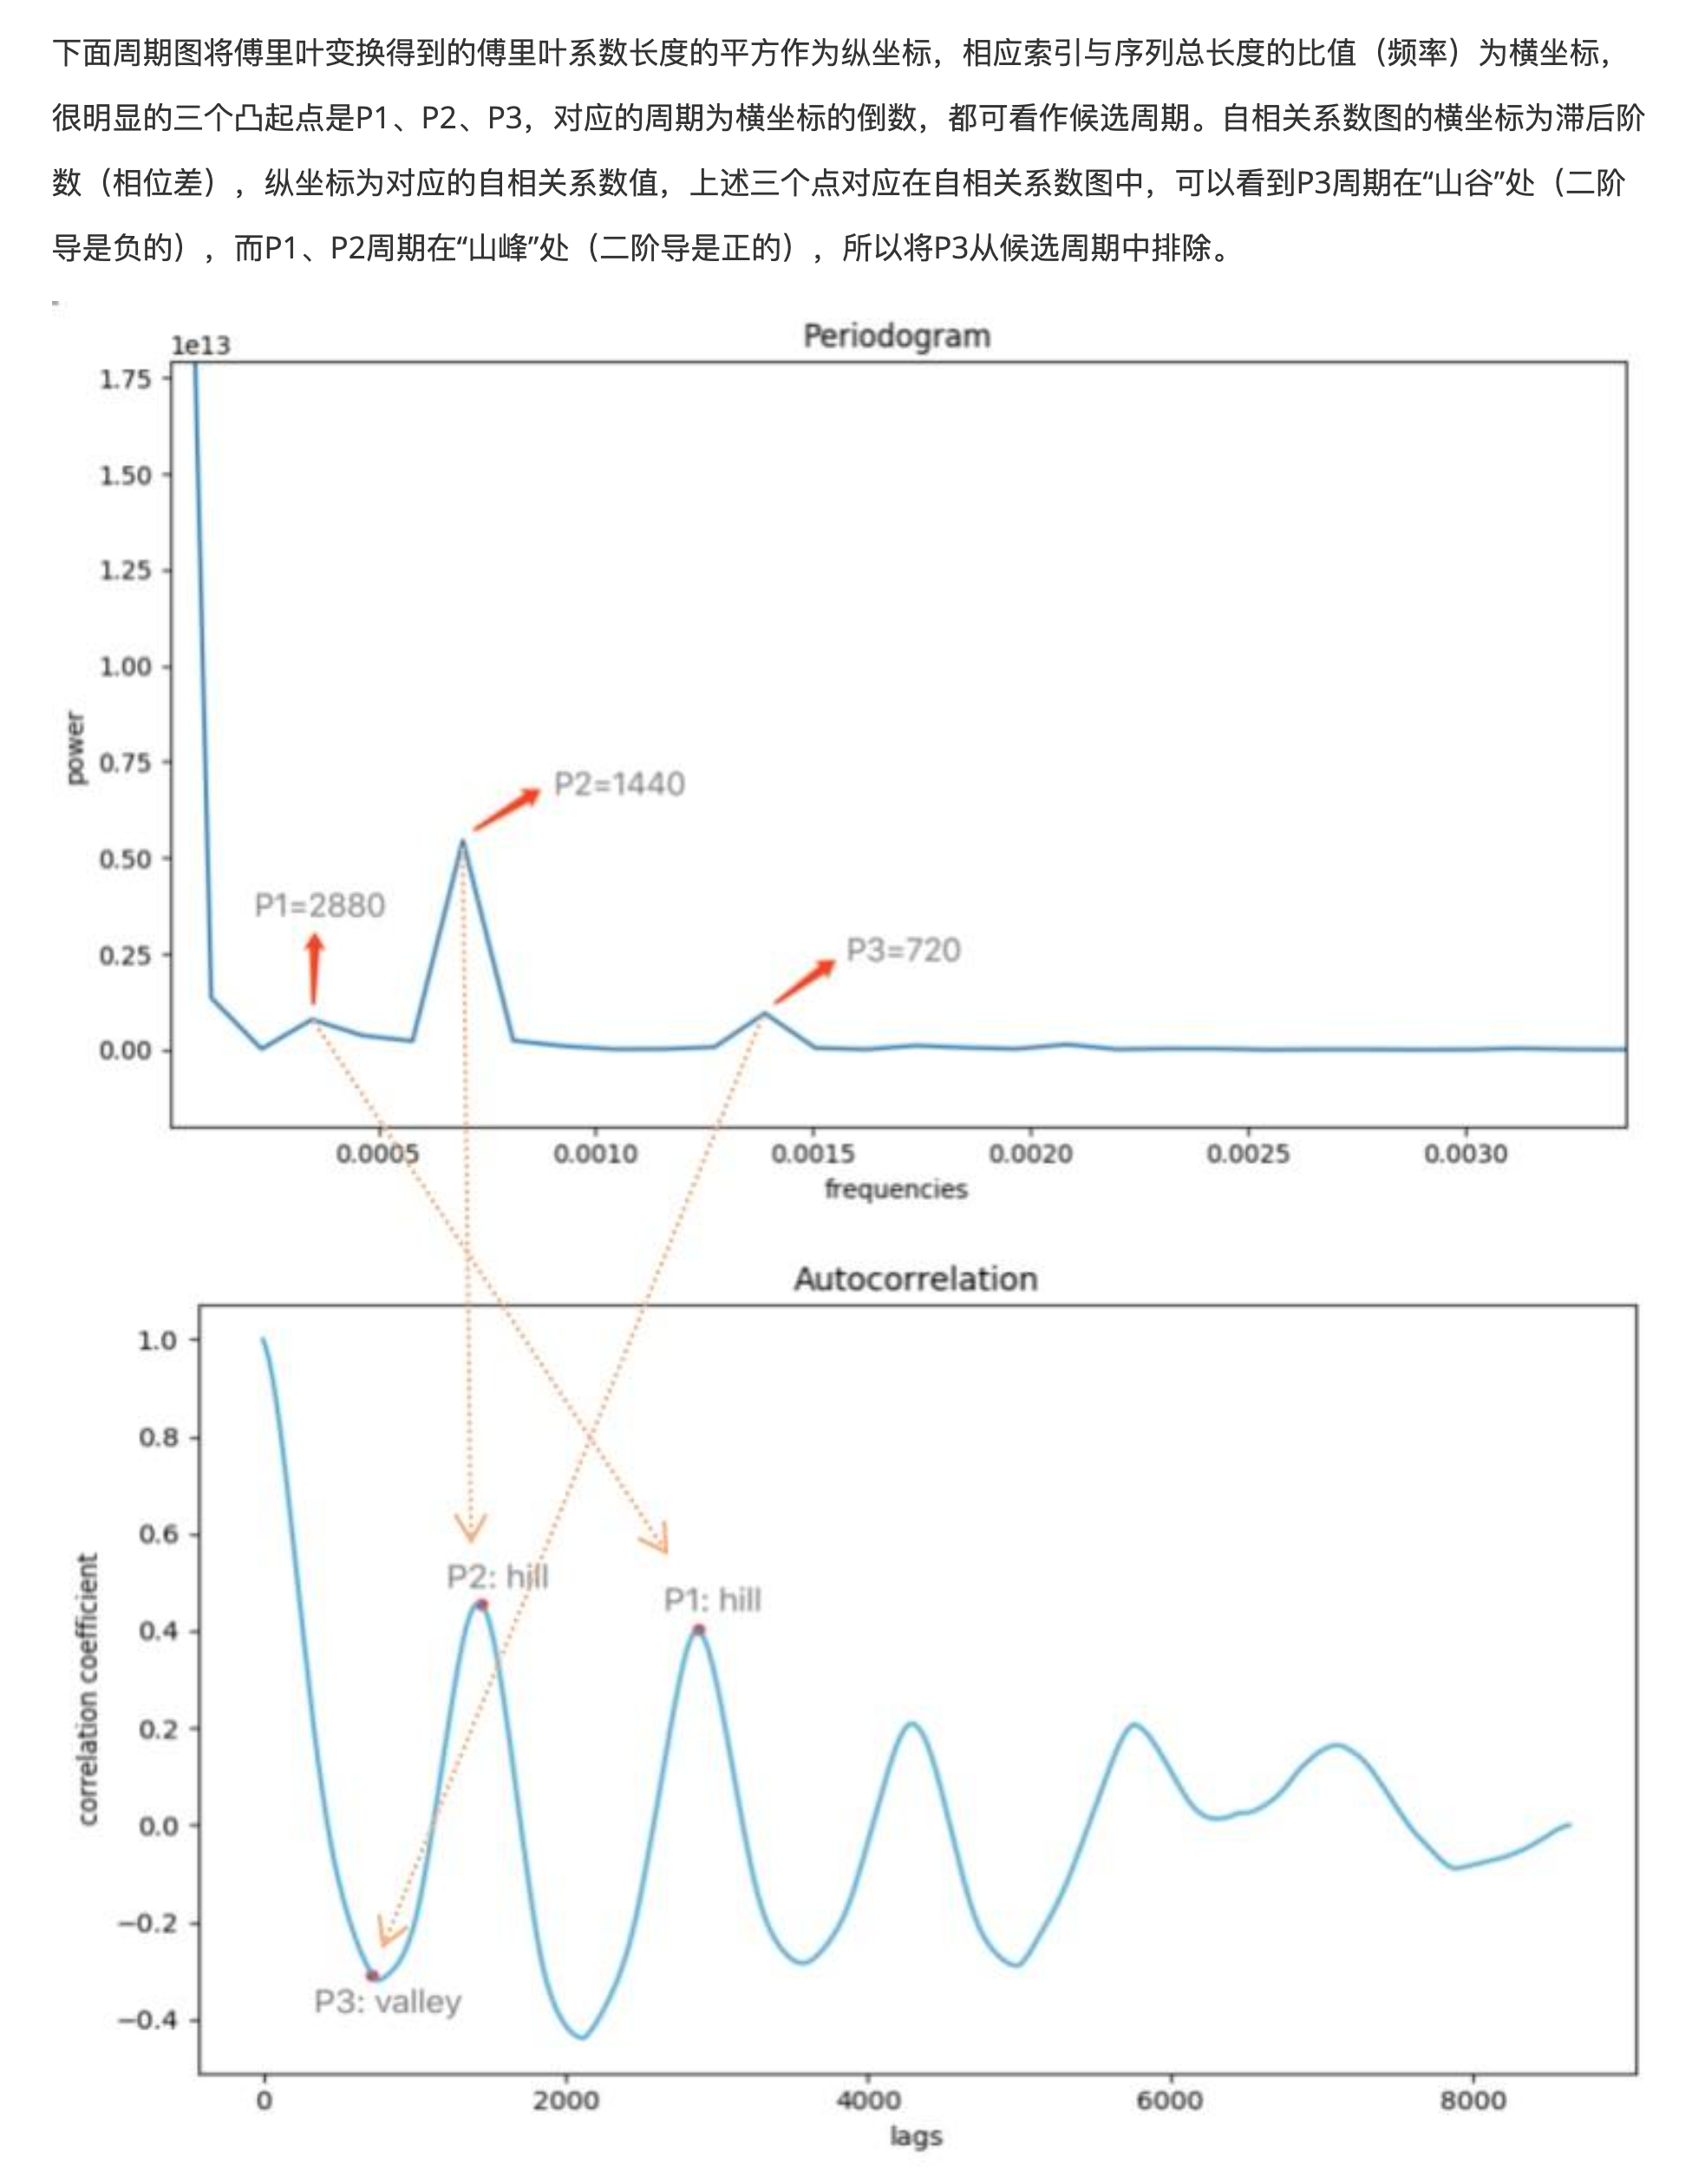 下面周期图将傅里叶变换得到的傅里叶系数长度的平方作为纵坐标，相应索引与序列总长度的比值（频率）为横坐标，
很明显的三个凸起点是P1、P2、P3，对应的周期为横坐标的倒数，都可看作候选周期。自相关系数图的横坐标为滞后阶
数（相位差），纵坐标为对应的自相关系数值，上述三个点对应在自相关系数图中，可以看到P3周期在“山谷”处（二阶
导是负的），而P1、P2周期在“山峰”处（二阶导是正的），所以将P3从候选周期中排除。
Periodogram
1e13
1.75
1.50
1.25
1.00
0.75
0.50
0.25
0.00
power
P2=1440
P1=2880
P3=720
0.0005 0.0010 0.0015 0.0020 0.0025 0.0030
frequencies
Autocorrelation
1.0
0.8
0.6
0.4
0.2
0.0
−0.2
−0.4
correlation coefficient
P2: hill
P1: hill
P3: valley
0 2000 4000 6000 8000
lags